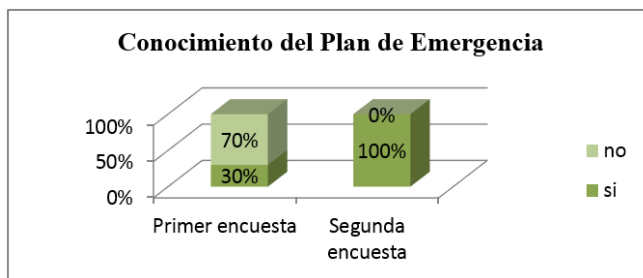 Conocimiento del Plan de Emergencia
100%
50%
0%
70%
30%
0%
100%
Primer encuesta
Segunda
encuesta
no
si